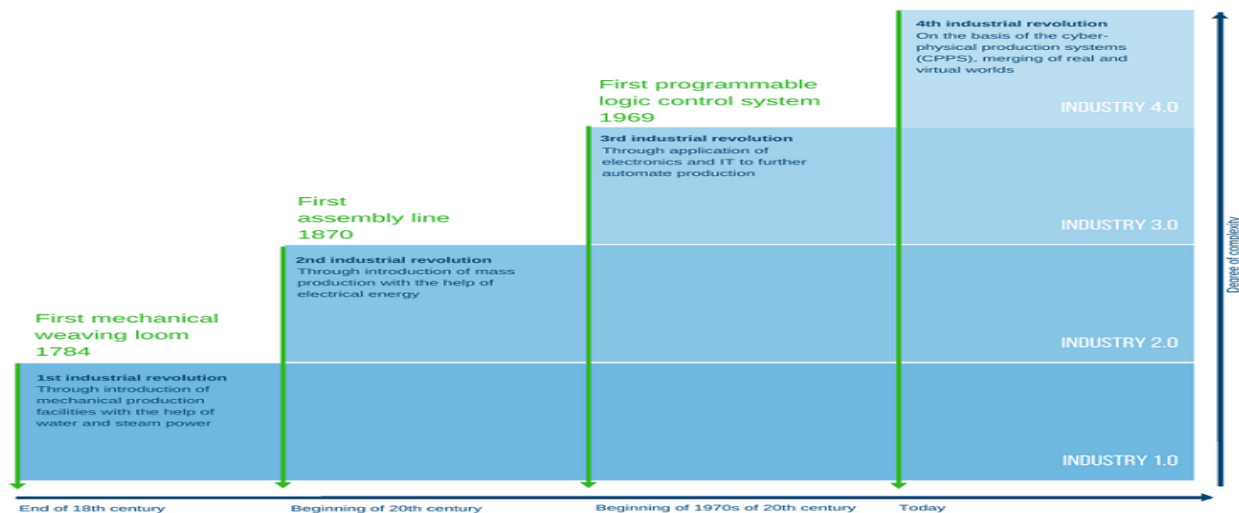 4th industrial revolution
On the basis of the cyber-
physical production systems
(CPPS), merging of real and
virtual worlds
INDUSTRY 4.0
First programmable
logic control system
1969
3rd industrial revolution
Through application of
electronics and IT to further
automate production
INDUSTRY 3.0
First
assembly line
1870
2nd industrial revolution
Through introduction of mass
production with the help of
electrical energy
INDUSTRY 2.0
First mechanical
weaving loom
1784
1st industrial revolution
Through introduction of
mechanical production
facilities with the help of
water and steam power
INDUSTRY 1.0
Degree of complexity
End of 18th century
Beginning of 20th century
Beginning of 1970s of 20th century
Today